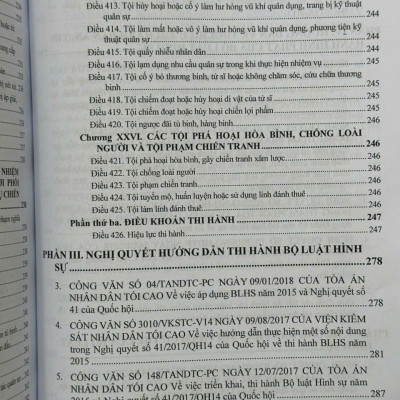 Điều 413. Tội hủy hoại hoặc cố ý làm hư hỏng vũ khí quân dụng, trang bị kỹ thuật
quân sự ... 244
Điều 414. Tội làm mất hoặc vô ý làm hư hỏng vũ khí quân dụng, phương tiện kỹ
thuật quân sự ... 244
Điều 415. Tội quấy nhiễu nhân dân ... 244
Điều 416. Tội lạm dụng nhu cầu quân sự trong khi thực hiện nhiệm vụ ... 245
Điều 417. Tội cố ý bỏ thương binh, tử sĩ hoặc không chăm sóc, cứu chữa thương
binh ... 245
Điều 418. Tội chiếm đoạt hoặc hủy hoại di vật của tử sĩ ... 245
Điều 419. Tội chiếm đoạt hoặc hủy hoại chiến lợi phẩm ... 245
Điều 420. Tội ngược đãi tù binh, hàng binh ... 246
Chương XXVI. CÁC TỘI PHÁ HOẠI HÒA BÌNH, CHỐNG LOÀI
NGƯỜI VÀ TỘI PHẠM CHIẾN TRANH ... 246
Điều 421. Tội phá hoại hòa bình, gây chiến tranh xâm lược ... 246
Điều 422. Tội chống loài người ... 246
Điều 423. Tội phạm chiến tranh ... 246
Điều 424. Tội tuyển mộ, huấn luyện hoặc sử dụng lính đánh thuê ... 246
Điều 425. Tội làm lính đánh thuê ... 246
Phần thứ ba. ĐIỀU KHOẢN THI HÀNH ... 247
Điều 426. Hiệu lực thi hành ... 247
PHẦN III. NGHỊ QUYẾT HƯỚNG DẪN THI HÀNH BỘ LUẬT HÌNH
SỰ ... 278
3. CÔNG VĂN SỐ 04/TANDTC-PC NGÀY 09/01/2018 CỦA TÒA ÁN
NHÂN DÂN TỐI CAO Về việc áp dụng BLHS năm 2015 và Nghị quyết số
41 của Quốc hội ... 278
4. CÔNG VĂN SỐ 3010/VKSTC-V14 NGÀY 09/08/2017 CỦA VIỆN KIỂM
SÁT NHÂN DÂN TỐI CAO Về việc hướng dẫn thực hiện một số nội dung
trong Nghị quyết số 41/2017/QH14 của Quốc hội về thi hành BLHS năm
2015 ... 281
5. CÔNG VĂN SỐ 148/TANDTC-PC NGÀY 12/07/2017 CỦA TÒA ÁN
NHÂN DÂN TỐI CAO Về việc triển khai, thi hành Bộ luật Hình sự năm
2015 và Nghị quyết số 41/2017/QH14 của Quốc hội ... 287